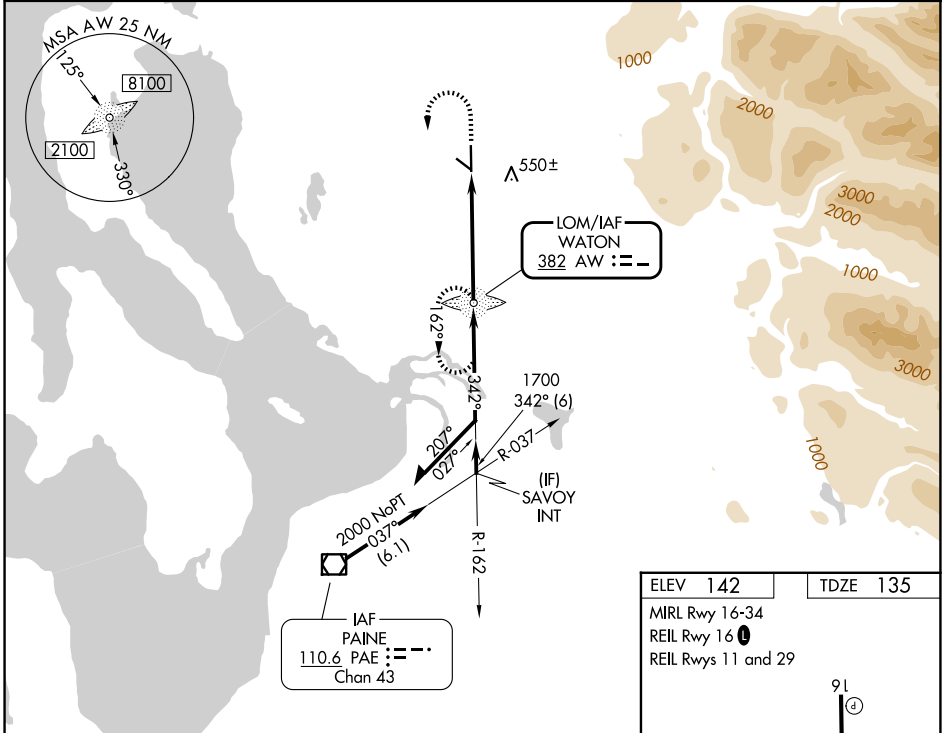 MSA AW 25 NM
125°
8100
2100
330°
1000
2000
3000
2000
1000
3000
1000
550±
LOM/IAF
WATON
382 AW
162°
342°
1700
342° (6)
207°
027°
R-037
(IF)
SAVOY
INT
2000 NoPT
037°
(6.1)
R-162
IAF
PAINE
110.6 PAE
Chan 43
ELEV 142
TDZE 135
MIRL Rwy 16-34
REIL Rwy 16 L
REIL Rwys 11 and 29
16
P